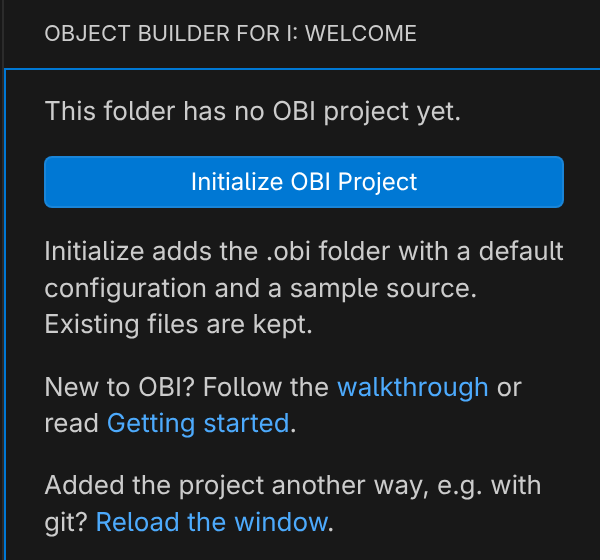 OBJECT BUILDER FOR I: WELCOME
This folder has no OBI project yet.
Initialize OBI Project
Initialize adds the .obi folder with a default
configuration and a sample source.
Existing files are kept.
New to OBI? Follow the walkthrough or
read Getting started.
Added the project another way, e.g. with
git? Reload the window.